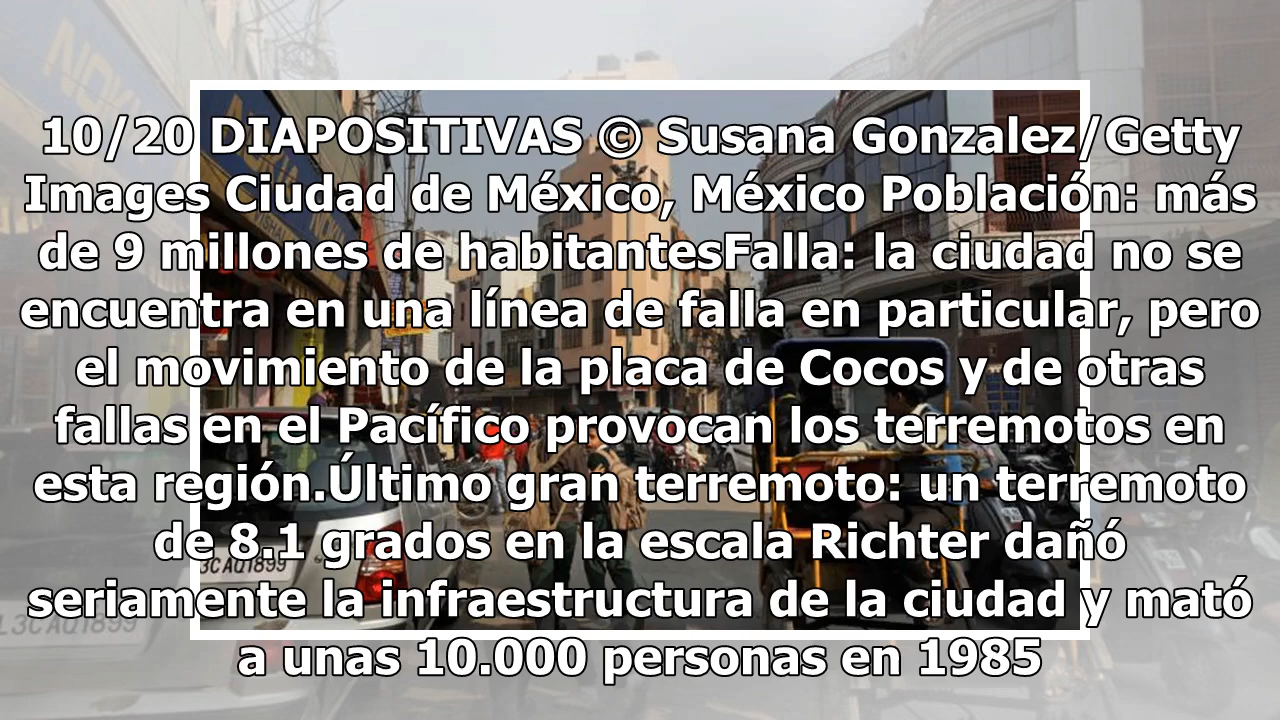 10/20 DIAPOSITIVAS © Susana Gonzalez/Getty
Images Ciudad de México, México Población: más
de 9 millones de habitantesFalla: la ciudad no se
encuentra en una línea de falla en particular, pero
el movimiento de la placa de Cocos y de otras
fallas en el Pacífico provocan los terremotos en
esta región.Último gran terremoto: un terremoto
de 8.1 grados en la escala Richter dañó
seriamente la infraestructura de la ciudad y mató
a unas 10.000 personas en 1985
3CAQ1899
L3CAQ1899